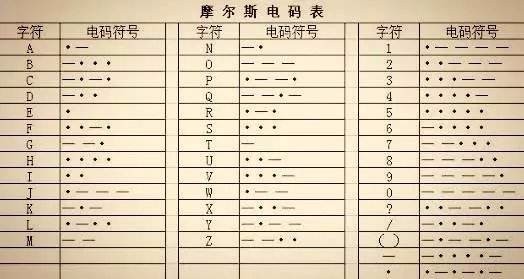 摩尔斯电码表
字符 电码符号 字符 电码符号 字符 电码符号
A •— N —• 1 •————
B —••• O ——— 2 ••———
C —•—• P •——• 3 •••——
D —•• Q ——•— 4 ••••—
E • R •—• 5 •••••
F ••—• S ••• 6 —••••
G ——• T — 7 ——•••
H •••• U ••— 8 ———••
I •• V •••— 9 ————•
J •——— W •—— 0 —————
K —•— X —••— ? ••——••
L •—•• Y —•—— / —••—•
M —— Z ——•• () —•——•—
— —••••—
• •—•—•—